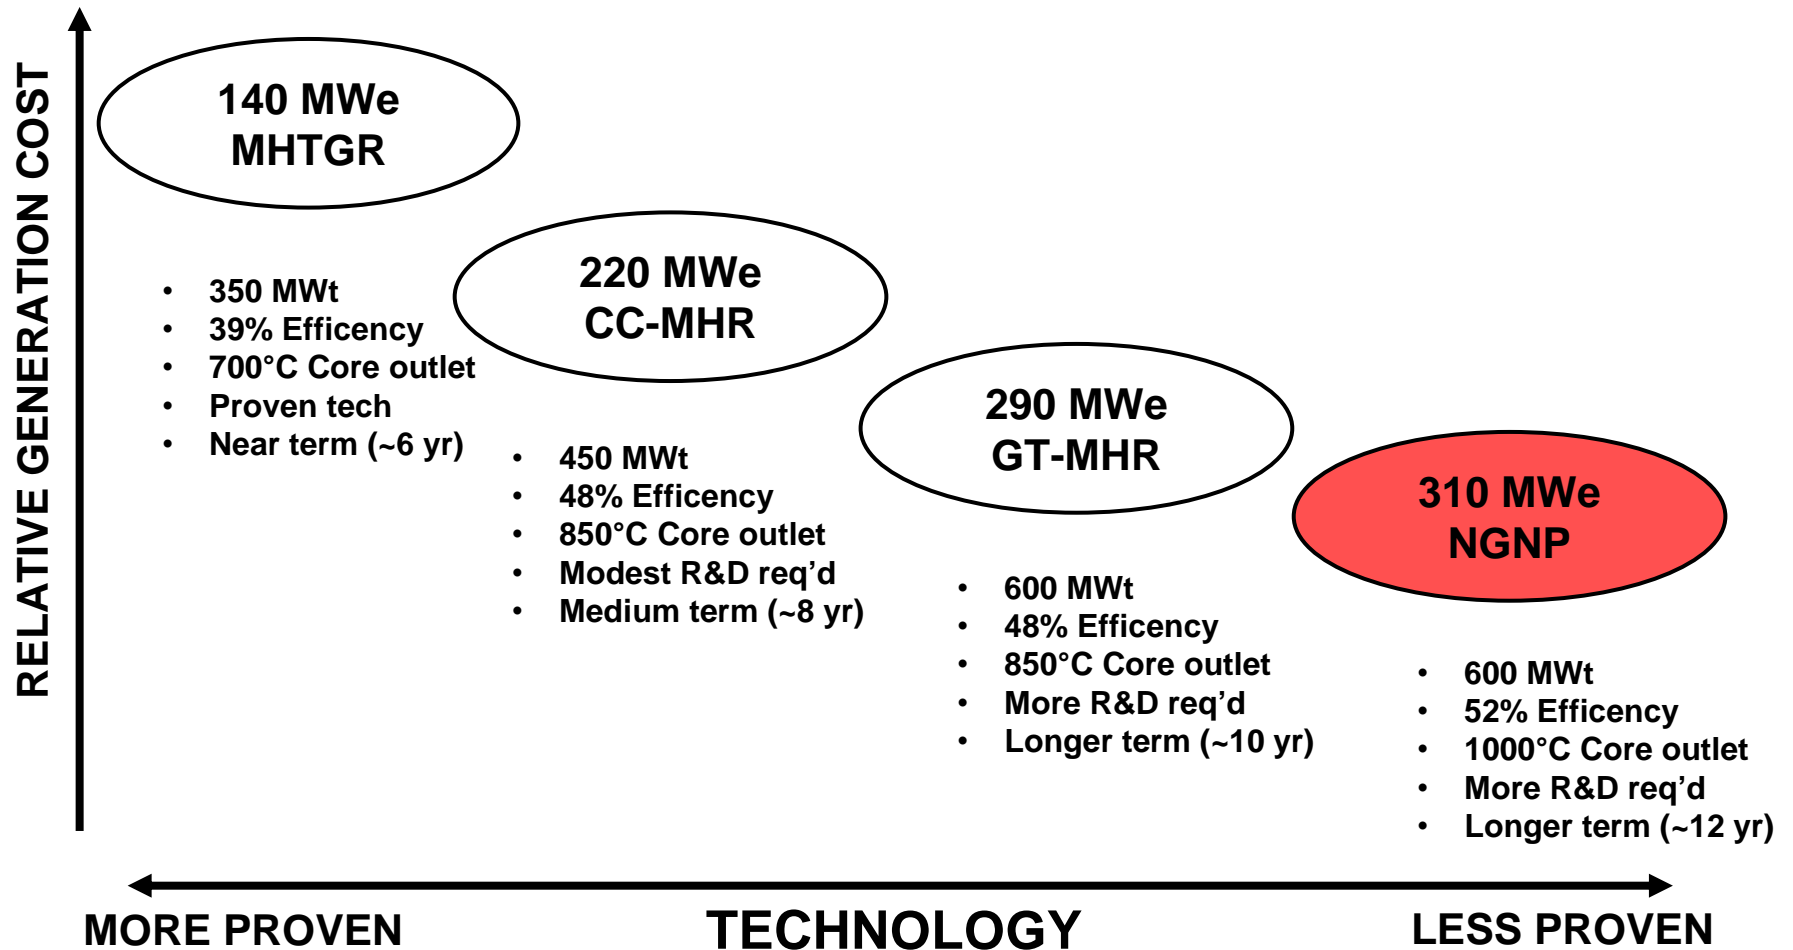 RELATIVE GENERATION COST
140 MWe
MHTGR
• 350 MWt
• 39% Efficency
• 700°C Core outlet
• Proven tech
• Near term (~6 yr)
220 MWe
CC-MHR
• 450 MWt
• 48% Efficency
• 850°C Core outlet
• Modest R&D req’d
• Medium term (~8 yr)
290 MWe
GT-MHR
• 600 MWt
• 48% Efficency
• 850°C Core outlet
• More R&D req’d
• Longer term (~10 yr)
310 MWe
NGNP
• 600 MWt
• 52% Efficency
• 1000°C Core outlet
• More R&D req’d
• Longer term (~12 yr)
MORE PROVEN
TECHNOLOGY
LESS PROVEN